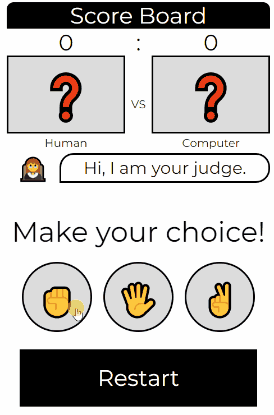 Score Board
0 : 0
? VS ?
Human Computer
Hi, I am your judge.
Make your choice!
Restart